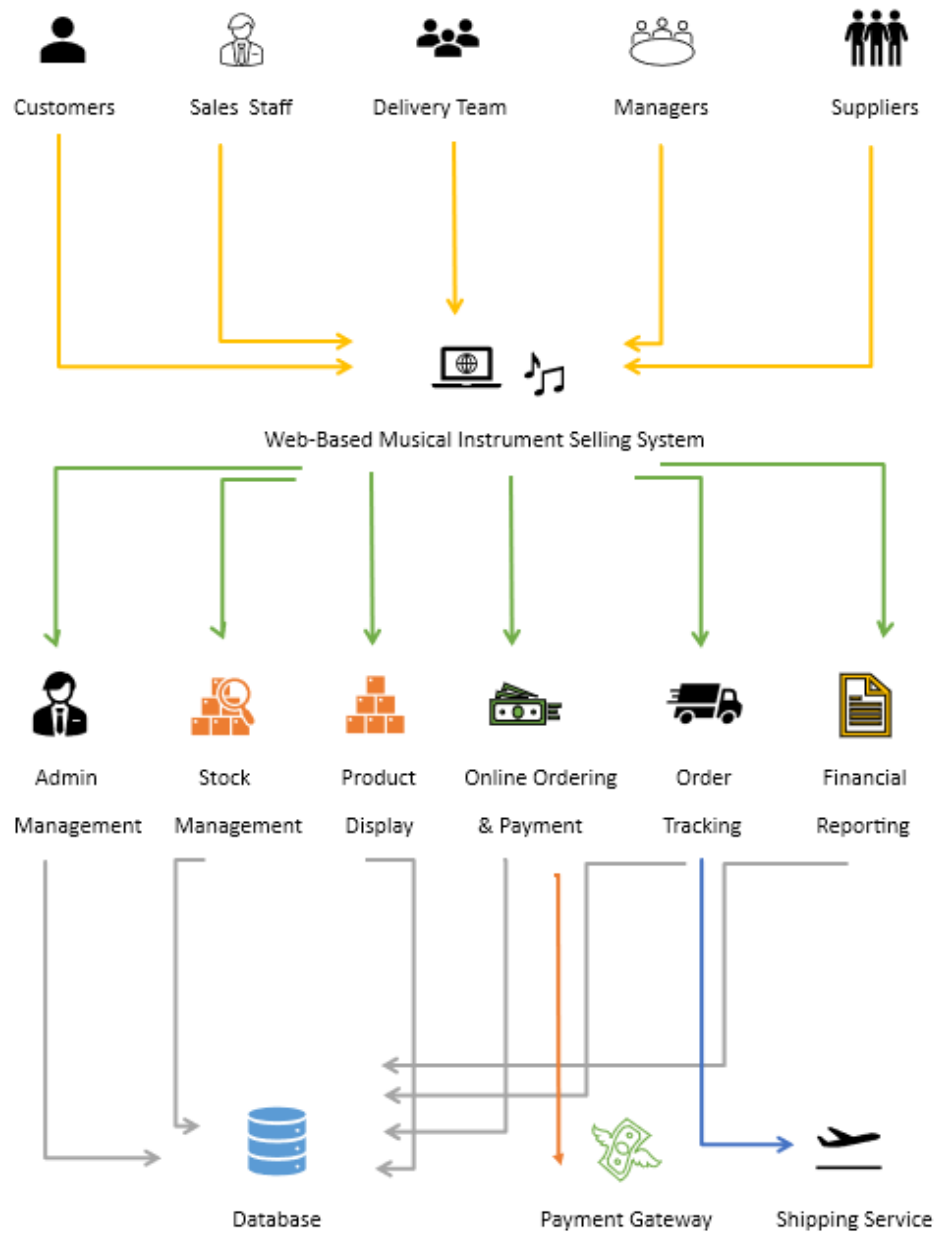 Customers
Sales Staff
Delivery Team
Managers
Suppliers
Web-Based Musical Instrument Selling System
Admin
Management
Stock
Management
Product
Display
Online Ordering
& Payment
Order
Tracking
Financial
Reporting
Database
Payment Gateway
Shipping Service